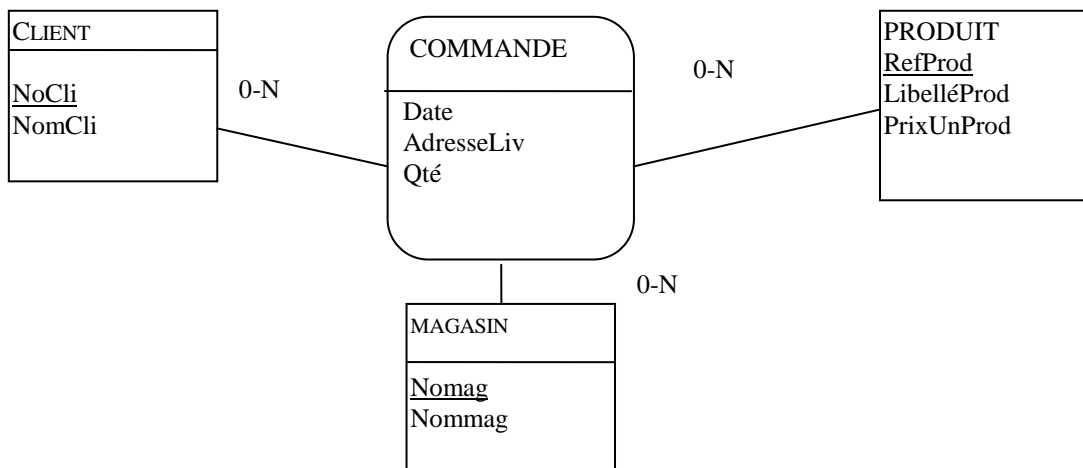 CLIENT
NoCli
NomCli
0-N
COMMANDE
Date
AdresseLiv
Qté
0-N
PRODUIT
RefProd
LibelléProd
PrixUnProd
0-N
MAGASIN
Nomag
Nommag